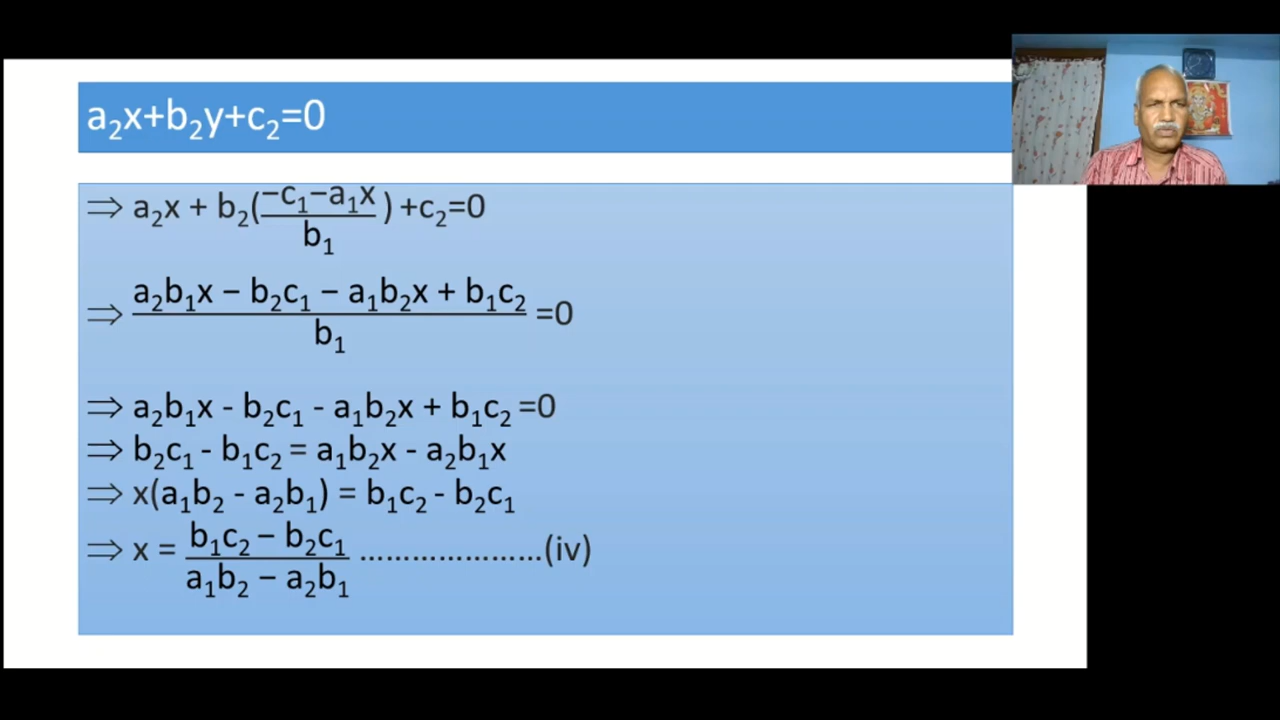 a₂x+b₂y+c₂=0
⇒ a₂x + b₂(−c₁−a₁x / b₁) +c₂=0
⇒ a₂b₁x − b₂c₁ − a₁b₂x + b₁c₂ / b₁ =0
⇒ a₂b₁x - b₂c₁ - a₁b₂x + b₁c₂ =0
⇒ b₂c₁ - b₁c₂ = a₁b₂x - a₂b₁x
⇒ x(a₁b₂ - a₂b₁) = b₁c₂ - b₂c₁
⇒ x = b₁c₂ − b₂c₁ / a₁b₂ − a₂b₁ .....................(iv)